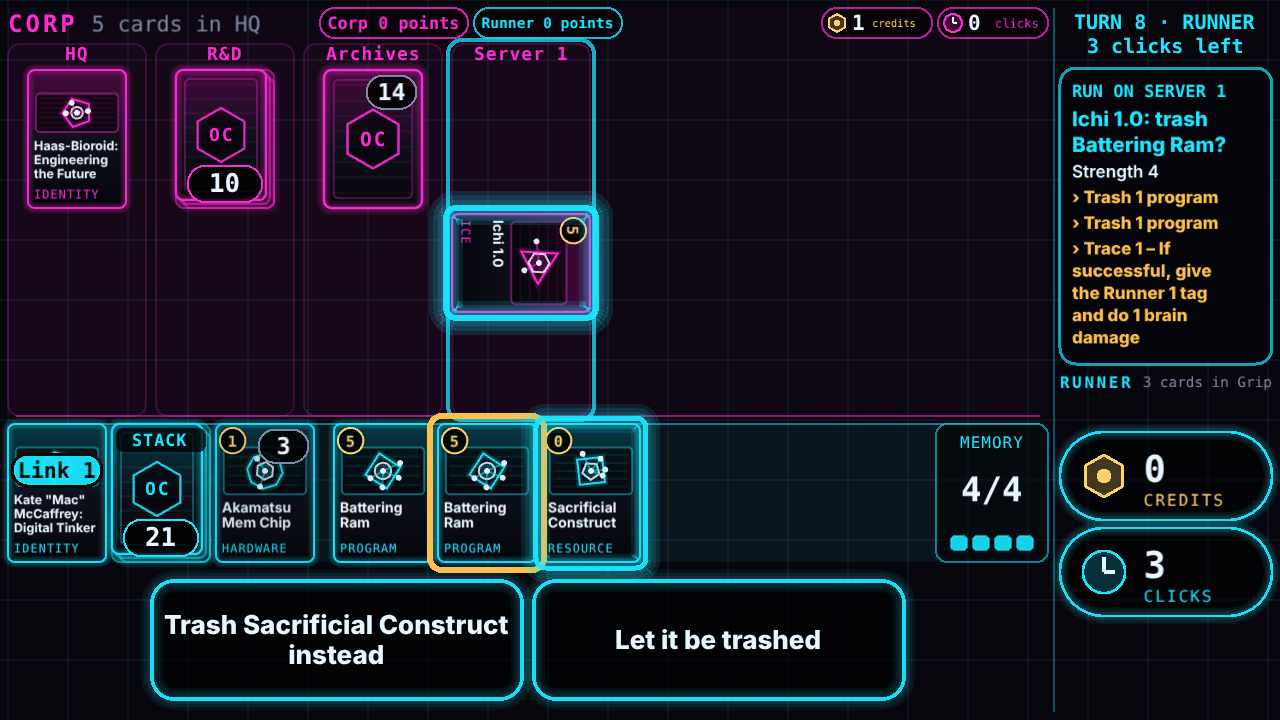 CORP 5 cards in HQ
Corp 0 points
Runner 0 points
1 credits
0 clicks
TURN 8 · RUNNER
3 clicks left
HQ
R&D
Archives
Server 1
Haas-Bioroid:
Engineering
the Future
IDENTITY
OC
10
14
OC
ICE
Ichi 1.0
5
RUN ON SERVER 1
Ichi 1.0: trash
Battering Ram?
Strength 4
› Trash 1 program
› Trash 1 program
› Trace 1 – If
successful, give
the Runner 1 tag
and do 1 brain
damage
RUNNER 3 cards in Grip
Link 1
Kate "Mac"
McCaffrey:
Digital Tinker
IDENTITY
STACK
OC
21
1
3
Akamatsu
Mem Chip
HARDWARE
5
Battering
Ram
PROGRAM
5
Battering
Ram
PROGRAM
0
Sacrificial
Construct
RESOURCE
MEMORY
4/4
0
CREDITS
3
CLICKS
Trash Sacrificial Construct
instead
Let it be trashed